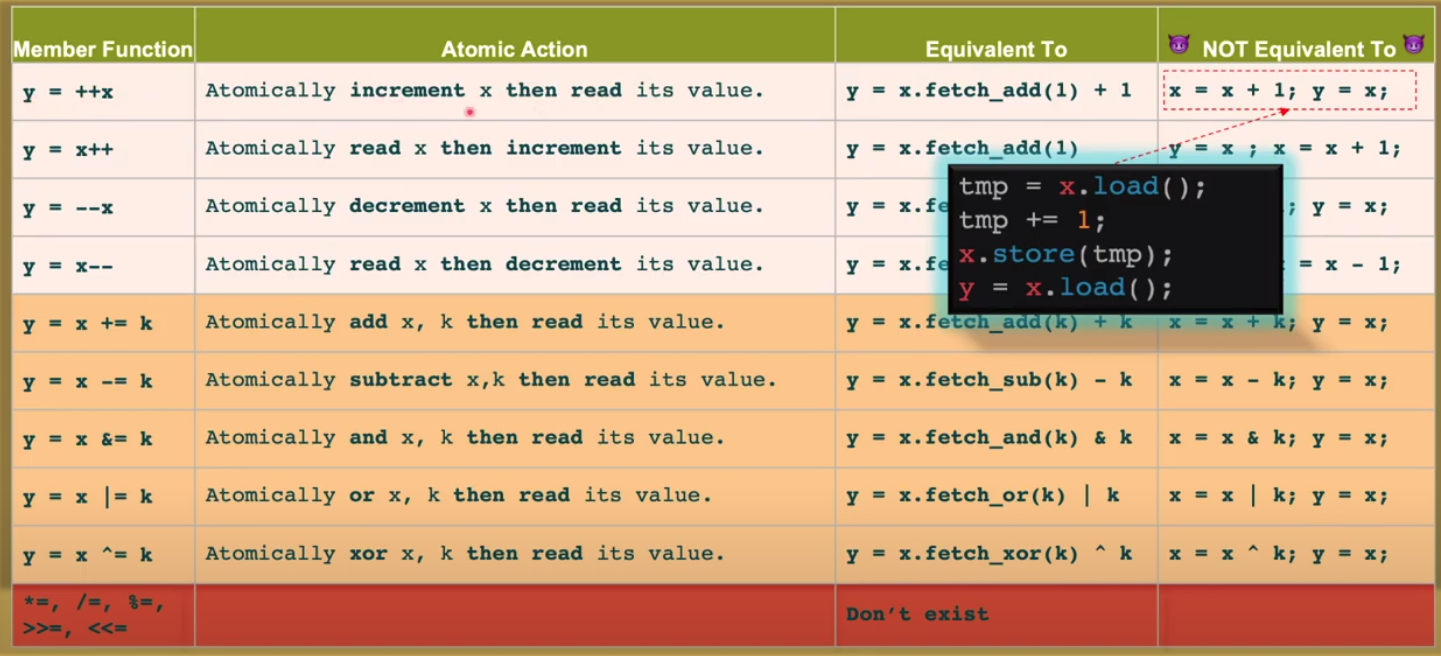 Member Function Atomic Action Equivalent To 😈 NOT Equivalent To 😈
y = ++x Atomically increment x then read its value. y = x.fetch_add(1) + 1 x = x + 1; y = x;
y = x++ Atomically read x then increment its value. y = x.fetch_add(1) y = x ; x = x + 1;
y = --x Atomically decrement x then read its value. y = x.fe ; y = x;
y = x-- Atomically read x then decrement its value. y = x.fe = x - 1;
tmp = x.load();
tmp += 1;
x.store(tmp);
y = x.load();
y = x += k Atomically add x, k then read its value. y = x.fetch_add(k) + k x = x + k; y = x;
y = x -= k Atomically subtract x,k then read its value. y = x.fetch_sub(k) - k x = x - k; y = x;
y = x &= k Atomically and x, k then read its value. y = x.fetch_and(k) & k x = x & k; y = x;
y = x |= k Atomically or x, k then read its value. y = x.fetch_or(k) | k x = x | k; y = x;
y = x ^= k Atomically xor x, k then read its value. y = x.fetch_xor(k) ^ k x = x ^ k; y = x;
*=, /=, %=,
>>=, <<= Don’t exist